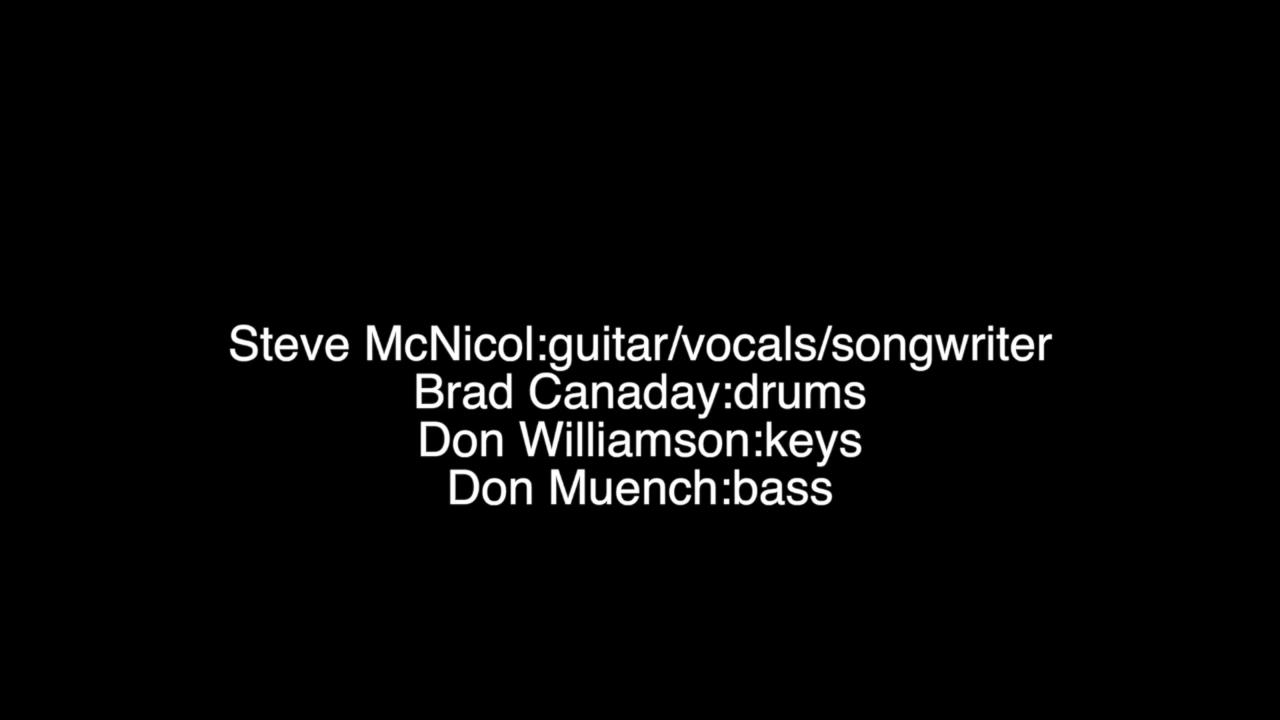 Steve McNicol:guitar/vocals/songwriter
Brad Canaday:drums
Don Williamson:keys
Don Muench:bass